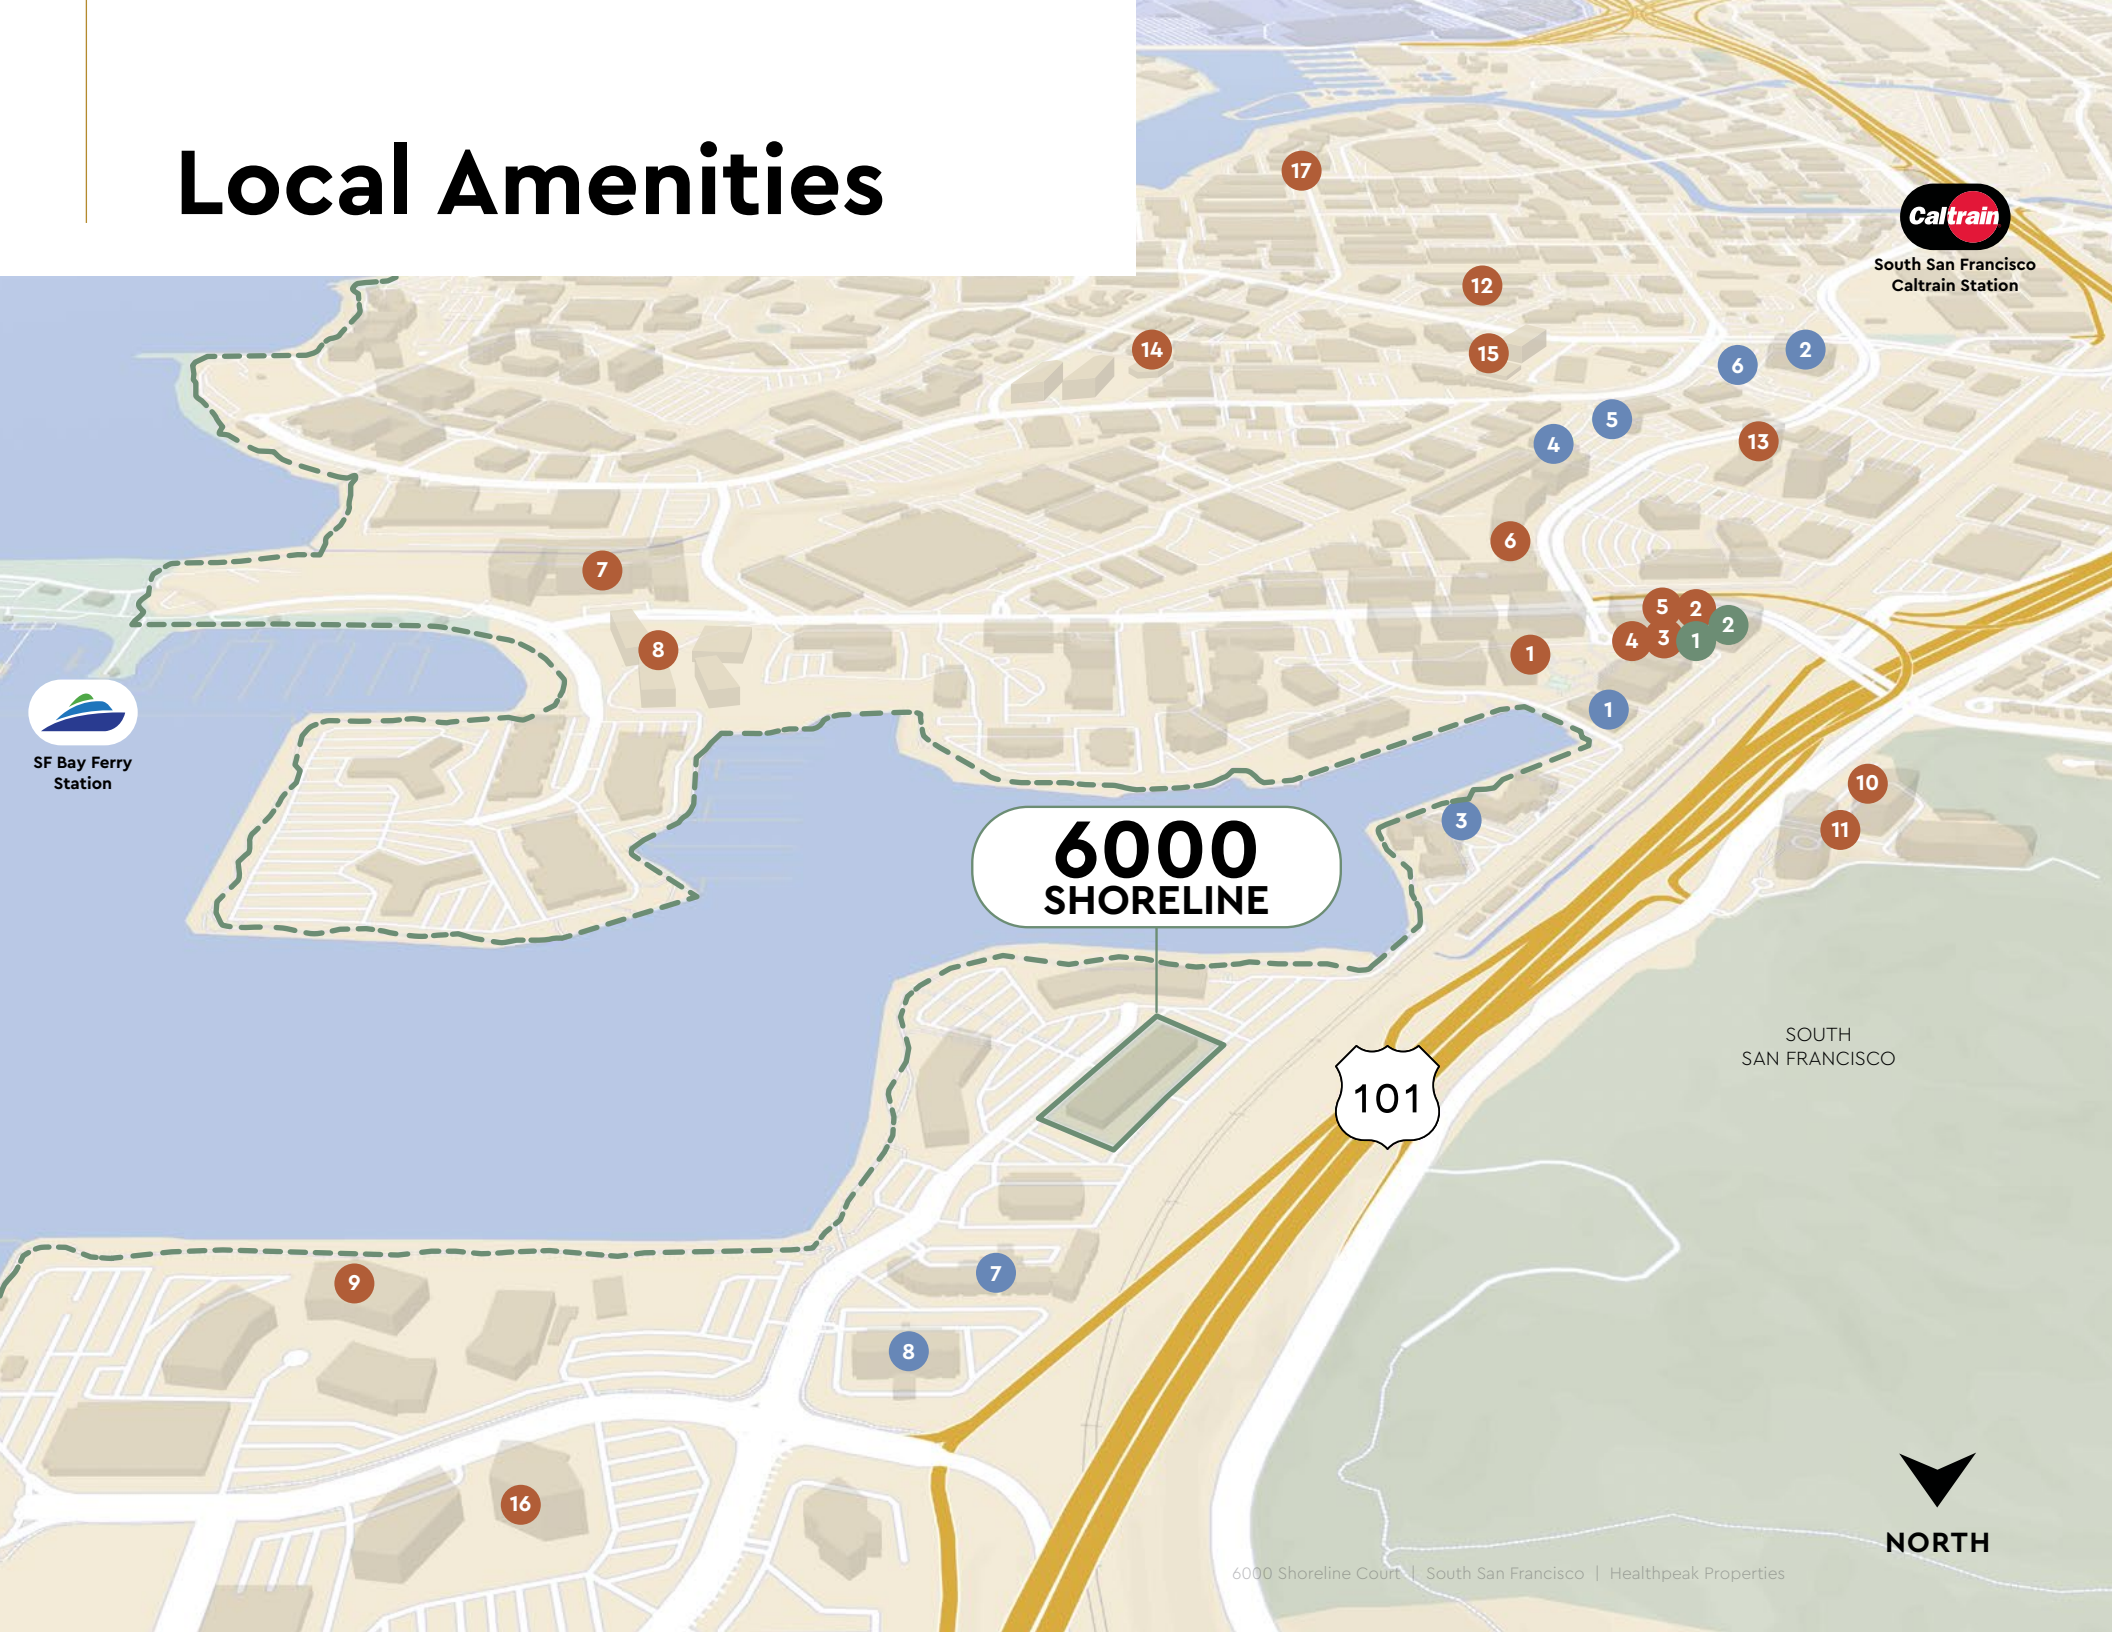 Local Amenities
17
Caltrain
South San Francisco
Caltrain Station
12
14
15
6
2
5
4
13
6
7
5
2
2
4
3
1
1
8
1
SF Bay Ferry
Station
10
11
3
6000
SHORELINE
SOUTH
SAN FRANCISCO
101
7
9
8
16
NORTH
6000 Shoreline Court | South San Francisco | Healthpeak Properties